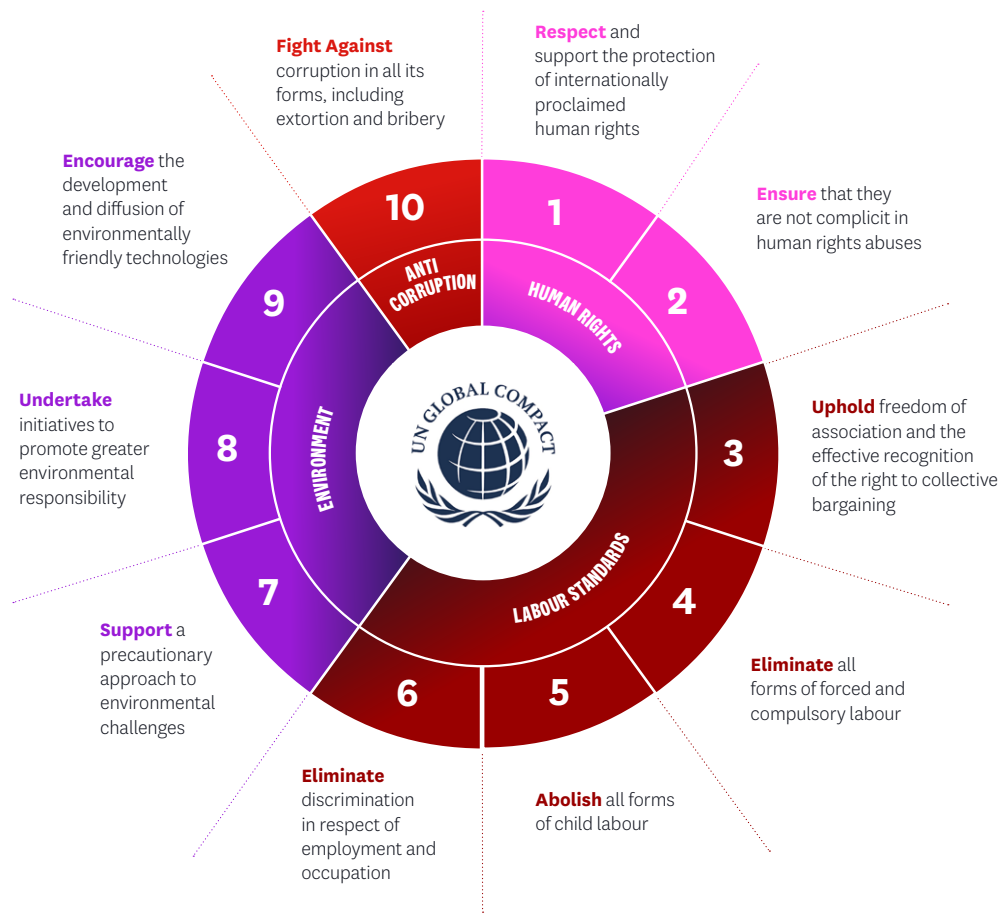 Fight Against
corruption in all its
forms, including
extortion and bribery
Respect and
support the protection
of internationally
proclaimed
human rights
Encourage the
development
and diffusion of
environmentally
friendly technologies
Ensure that they
are not complicit in
human rights abuses
10
1
9
2
ANTI
CORRUPTION
HUMAN RIGHTS
Undertake
initiatives to
promote greater
environmental
responsibility
8
ENVIRONMENT
UN GLOBAL COMPACT
3
Uphold freedom of
association and the
effective recognition
of the right to collective
bargaining
LABOUR STANDARDS
7
4
Support a
precautionary
approach to
environmental
challenges
6
5
Eliminate all
forms of forced and
compulsory labour
Eliminate
discrimination
in respect of
employment and
occupation
Abolish all forms
of child labour